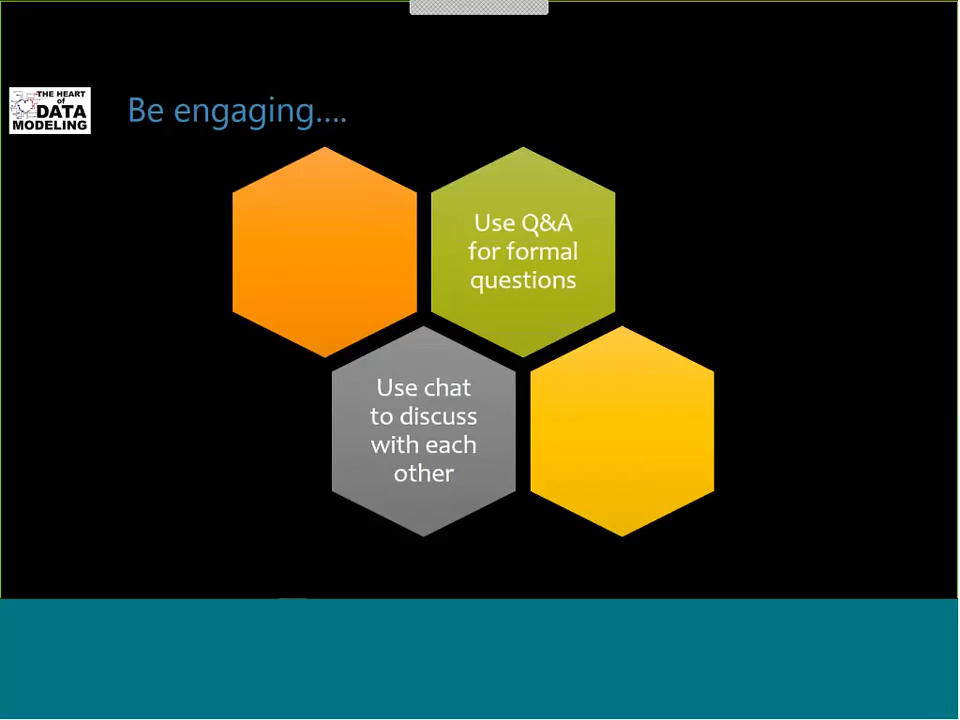 THE HEART
of
DATA
MODELING
Be engaging....
Use Q&A
for formal
questions
Use chat
to discuss
with each
other